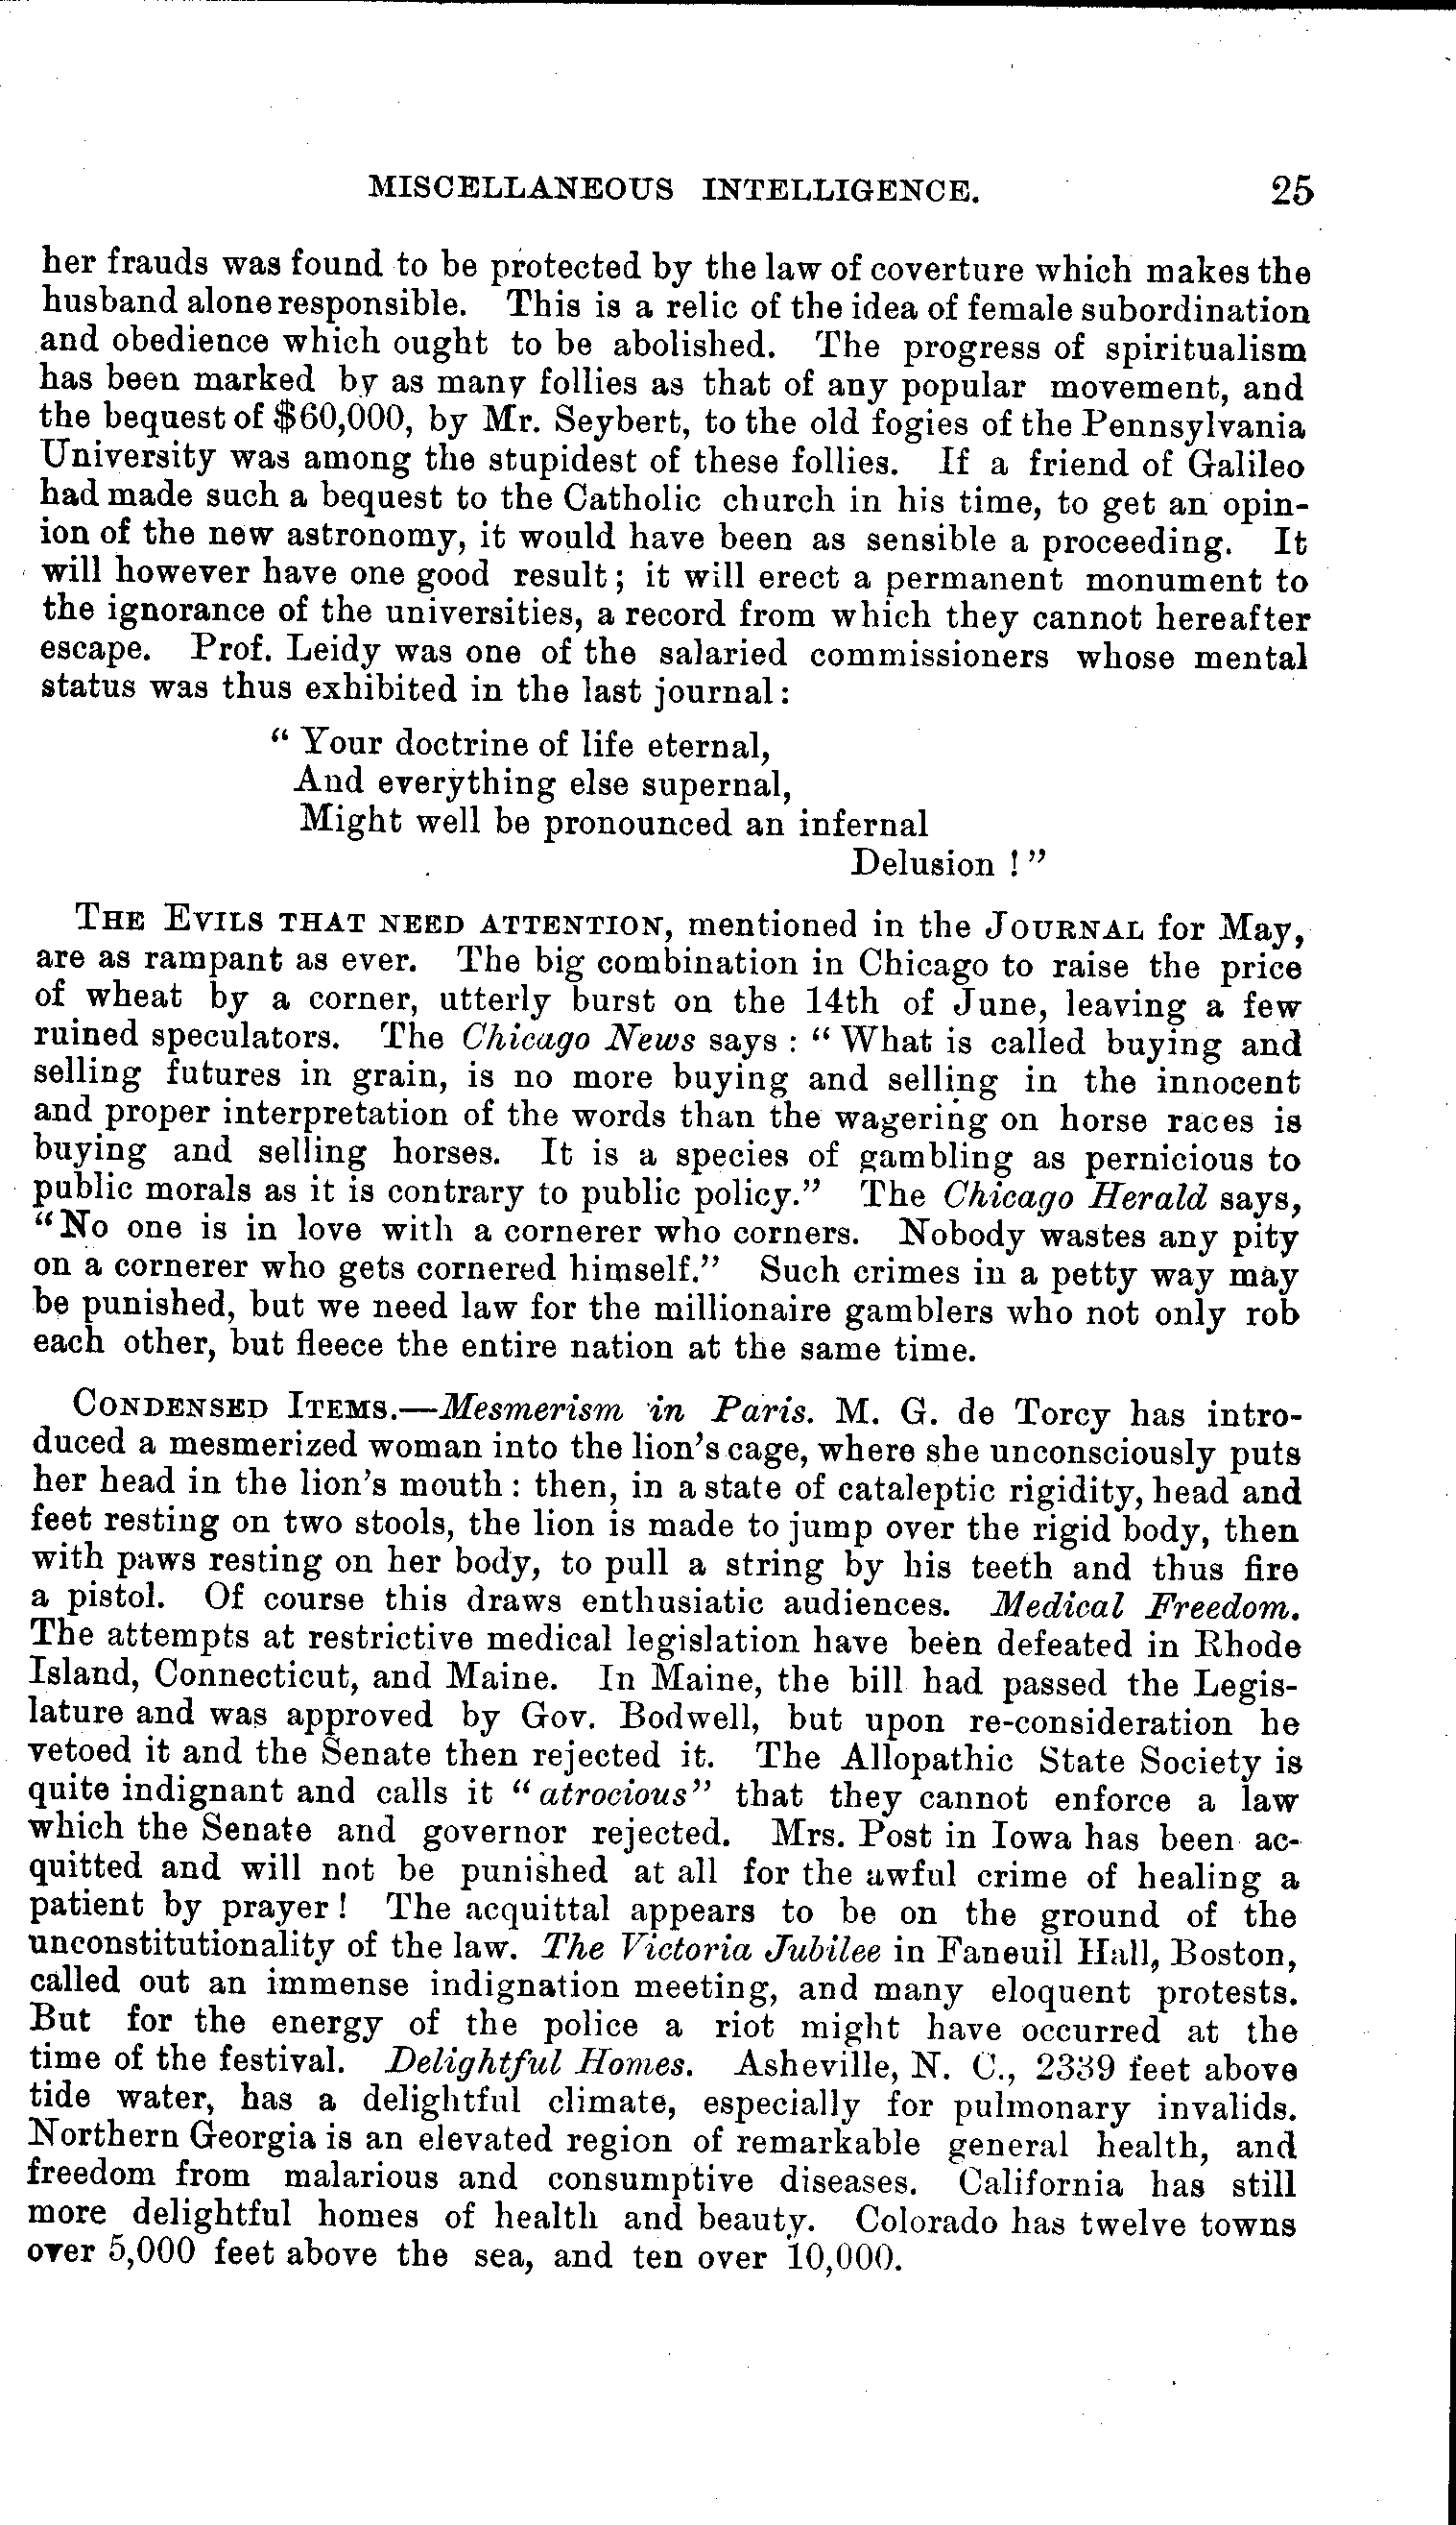 MISCELLANEOUS INTELLIGENCE. 25
her frauds was found to be protected by the law of coverture which makes the
husband alone responsible. This is a relic of the idea of female subordination
and obedience which ought to be abolished. The progress of spiritualism
has been marked by as many follies as that of any popular movement, and
the bequest of $60,000, by Mr. Seybert, to the old fogies of the Pennsylvania
University was among the stupidest of these follies. If a friend of Galileo
had made such a bequest to the Catholic church in his time, to get an opin-
ion of the new astronomy, it would have been as sensible a proceeding. It
will however have one good result; it will erect a permanent monument to
the ignorance of the universities, a record from which they cannot hereafter
escape. Prof. Leidy was one of the salaried commissioners whose mental
status was thus exhibited in the last journal:
“ Your doctrine of life eternal,
And everything else supernal,
Might well be pronounced an infernal
Delusion ! ”
THE EVILS THAT NEED ATTENTION, mentioned in the JOURNAL for May,
are as rampant as ever. The big combination in Chicago to raise the price
of wheat by a corner, utterly burst on the 14th of June, leaving a few
ruined speculators. The Chicago News says : “ What is called buying and
selling futures in grain, is no more buying and selling in the innocent
and proper interpretation of the words than the wagering on horse races is
buying and selling horses. It is a species of gambling as pernicious to
public morals as it is contrary to public policy.” The Chicago Herald says,
“No one is in love with a cornerer who corners. Nobody wastes any pity
on a cornerer who gets cornered himself.” Such crimes in a petty way may
be punished, but we need law for the millionaire gamblers who not only rob
each other, but fleece the entire nation at the same time.
CONDENSED ITEMS.—Mesmerism in Paris. M. G. de Torcy has intro-
duced a mesmerized woman into the lion's cage, where she unconsciously puts
her head in the lion's mouth : then, in a state of cataleptic rigidity, head and
feet resting on two stools, the lion is made to jump over the rigid body, then
with paws resting on her body, to pull a string by his teeth and thus fire
a pistol. Of course this draws enthusiatic audiences. Medical Freedom.
The attempts at restrictive medical legislation have been defeated in Rhode
Island, Connecticut, and Maine. In Maine, the bill had passed the Legis-
lature and was approved by Gov. Bodwell, but upon re-consideration he
vetoed it and the Senate then rejected it. The Allopathic State Society is
quite indignant and calls it “atrocious” that they cannot enforce a law
which the Senate and governor rejected. Mrs. Post in Iowa has been ac-
quitted and will not be punished at all for the awful crime of healing a
patient by prayer ! The acquittal appears to be on the ground of the
unconstitutionality of the law. The Victoria Jubilee in Faneuil Hall, Boston,
called out an immense indignation meeting, and many eloquent protests.
But for the energy of the police a riot might have occurred at the
time of the festival. Delightful Homes. Asheville, N. C., 2339 feet above
tide water, has a delightful climate, especially for pulmonary invalids.
Northern Georgia is an elevated region of remarkable general health, and
freedom from malarious and consumptive diseases. California has still
more delightful homes of health and beauty. Colorado has twelve towns
over 5,000 feet above the sea, and ten over 10,000.